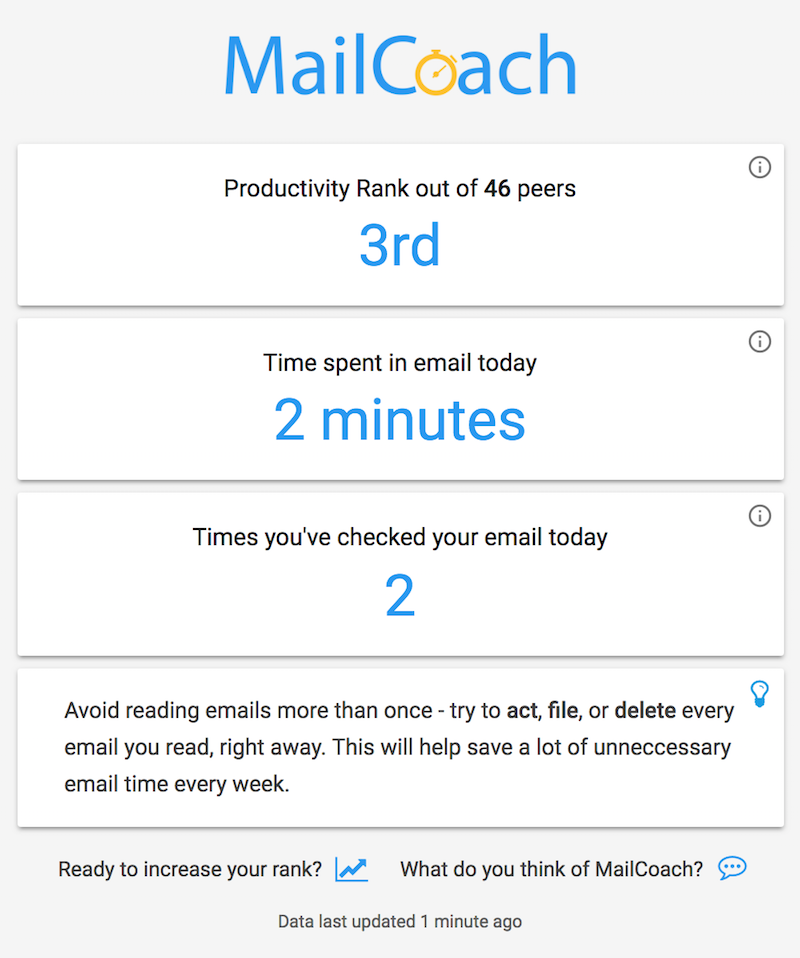 MailCoach
Productivity Rank out of 46 peers
3rd
Time spent in email today
2 minutes
Times you've checked your email today
2
Avoid reading emails more than once - try to act, file, or delete every
email you read, right away. This will help save a lot of unneccessary
email time every week.
Ready to increase your rank? What do you think of MailCoach?
Data last updated 1 minute ago